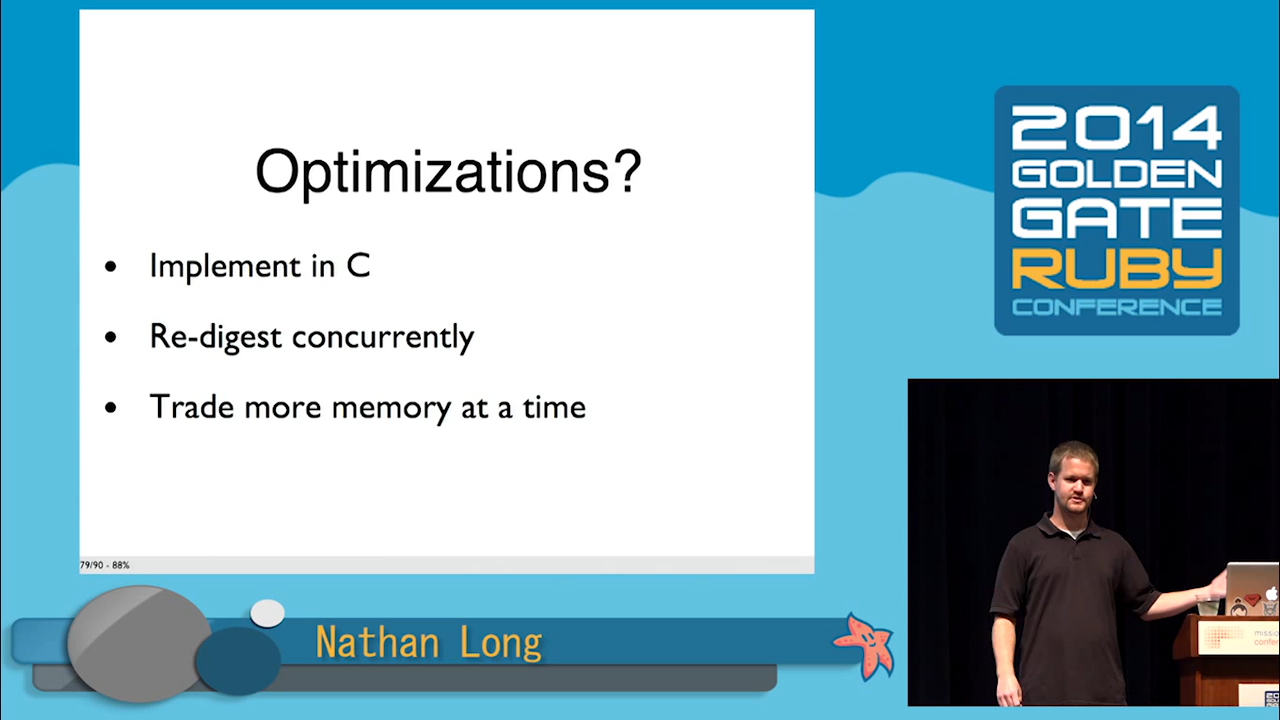 Optimizations?
• Implement in C
• Re-digest concurrently
• Trade more memory at a time
79/90 - 88%
2014
GOLDEN
GATE
RUBY
CONFERENCE
Nathan Long